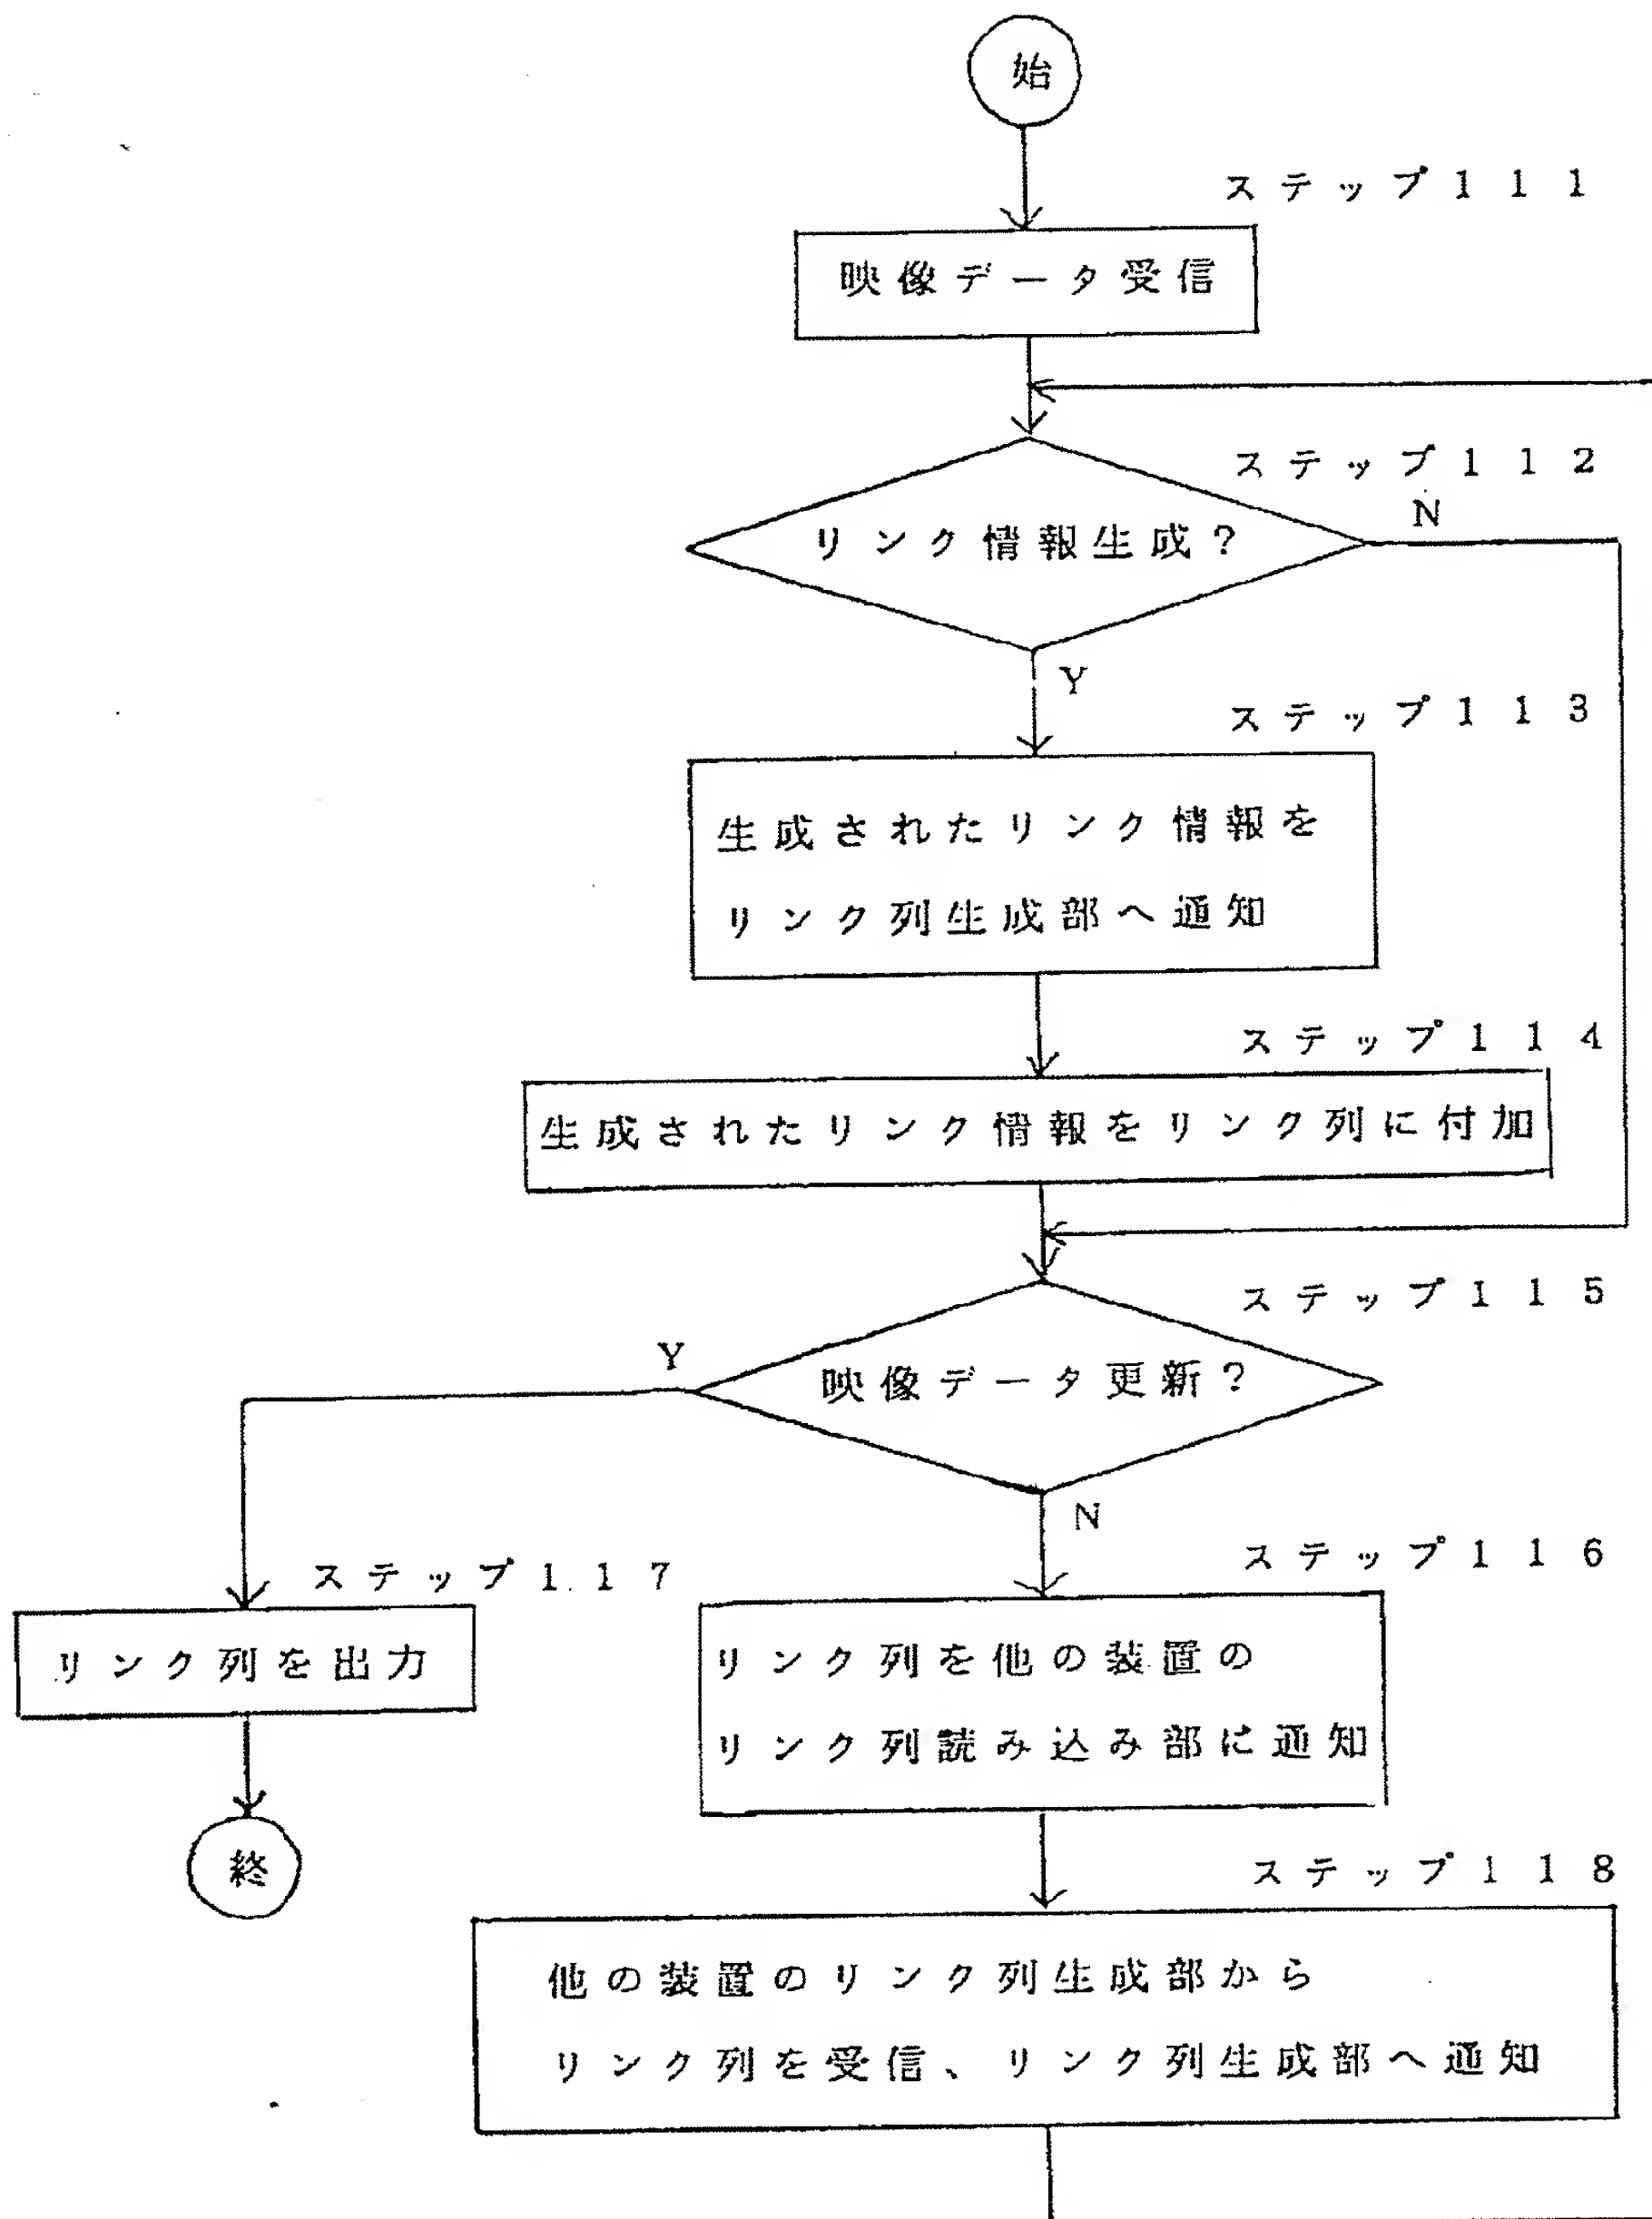 始
ステップ１１１
映像データ受信
ステップ１１２
リンク情報生成？
N
Y
ステップ１１３
生成されたリンク情報を
リンク列生成部へ通知
ステップ１１４
生成されたリンク情報をリンク列に付加
ステップ１１５
映像データ更新？
Y
N
ステップ１１７
リンク列を出力
終
ステップ１１６
リンク列を他の装置の
リンク列読み込み部に通知
ステップ１１８
他の装置のリンク列生成部から
リンク列を受信、リンク列生成部へ通知